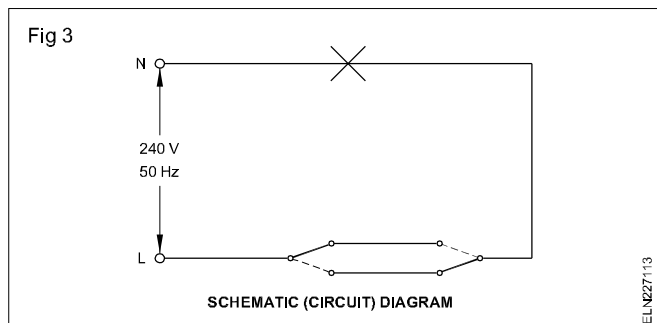 Fig 3
N
240 V
50 Hz
L
SCHEMATIC (CIRCUIT) DIAGRAM
ELN227113